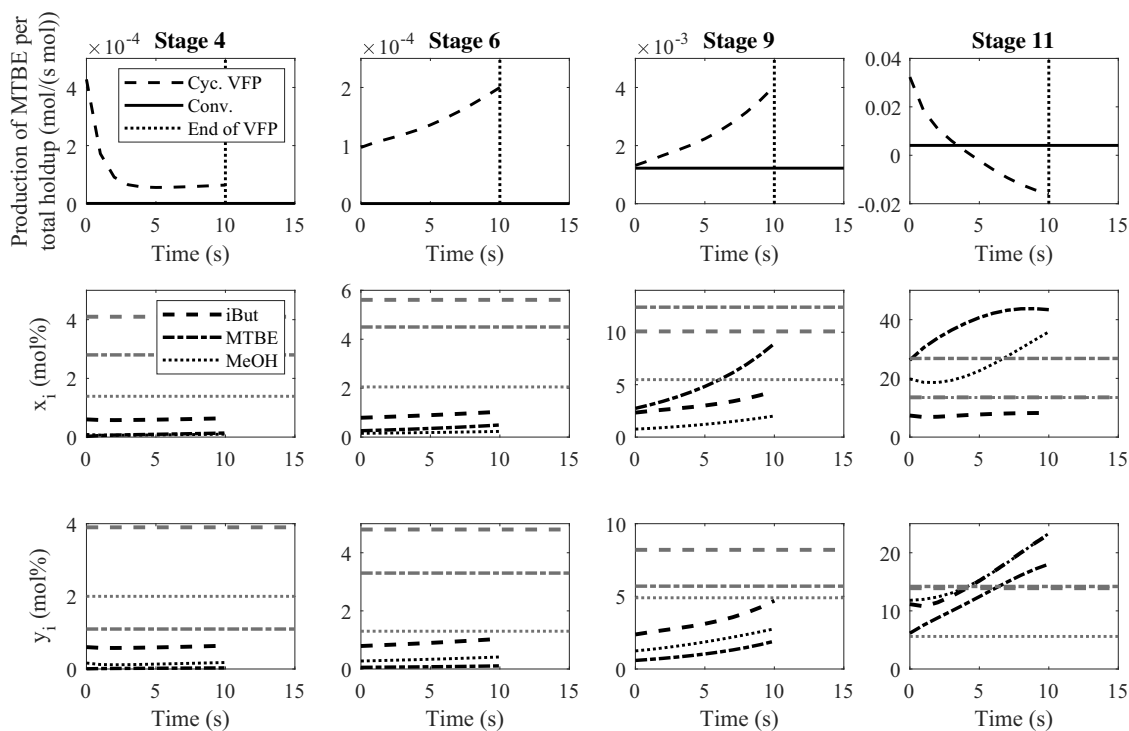 Stage 4 Stage 6 Stage 9 Stage 11
×10⁻⁴ ×10⁻⁴ ×10⁻³
Production of MTBE per
total holdup (mol/(s mol))
6
4
2
0
Cyc. VFP
Conv.
End of VFP
0 5 10 15
Time (s)
2
1
0
0 5 10 15
Time (s)
6
4
2
0
0 5 10 15
Time (s)
0.04
0.02
0
-0.02
0 5 10 15
Time (s)
x_i (mol%)
4
2
0
iBut
MTBE
MeOH
0 5 10 15
6
4
2
0
0 5 10 15
10
5
0
0 5 10 15
40
20
0
0 5 10 15
y_i (mol%)
4
2
0
0 5 10 15
Time (s)
4
2
0
0 5 10 15
Time (s)
10
5
0
0 5 10 15
Time (s)
20
10
0
0 5 10 15
Time (s)